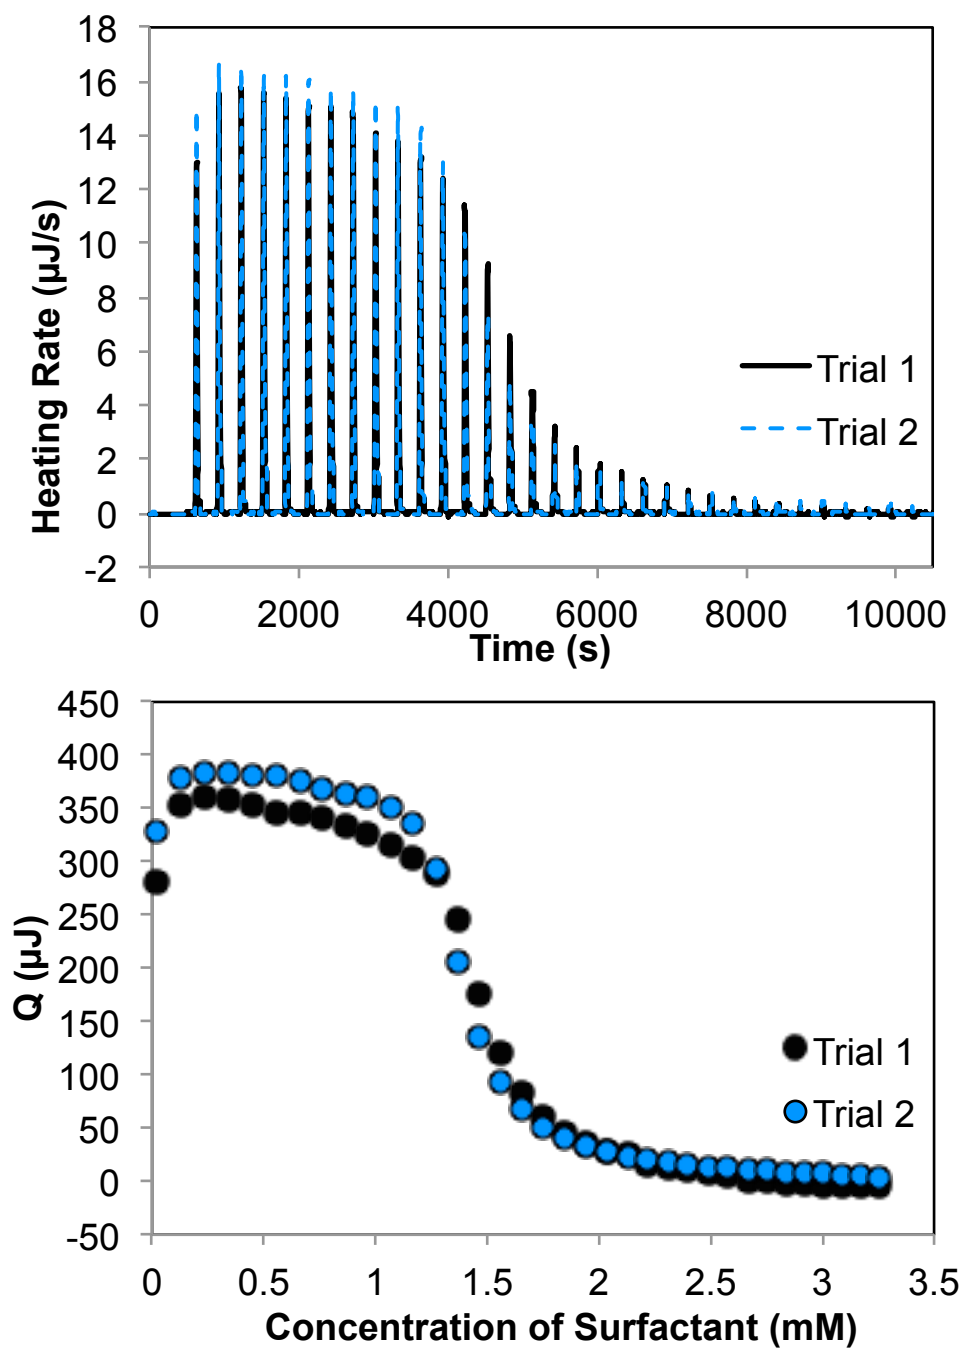 18
16
14
12
10
8
6
4
2
0
-2
Heating Rate (µJ/s)
Trial 1
Trial 2
0 2000 4000 6000 8000 10000
Time (s)
450
400
350
300
250
200
150
100
50
0
-50
Q (µJ)
Trial 1
Trial 2
0 0.5 1 1.5 2 2.5 3 3.5
Concentration of Surfactant (mM)